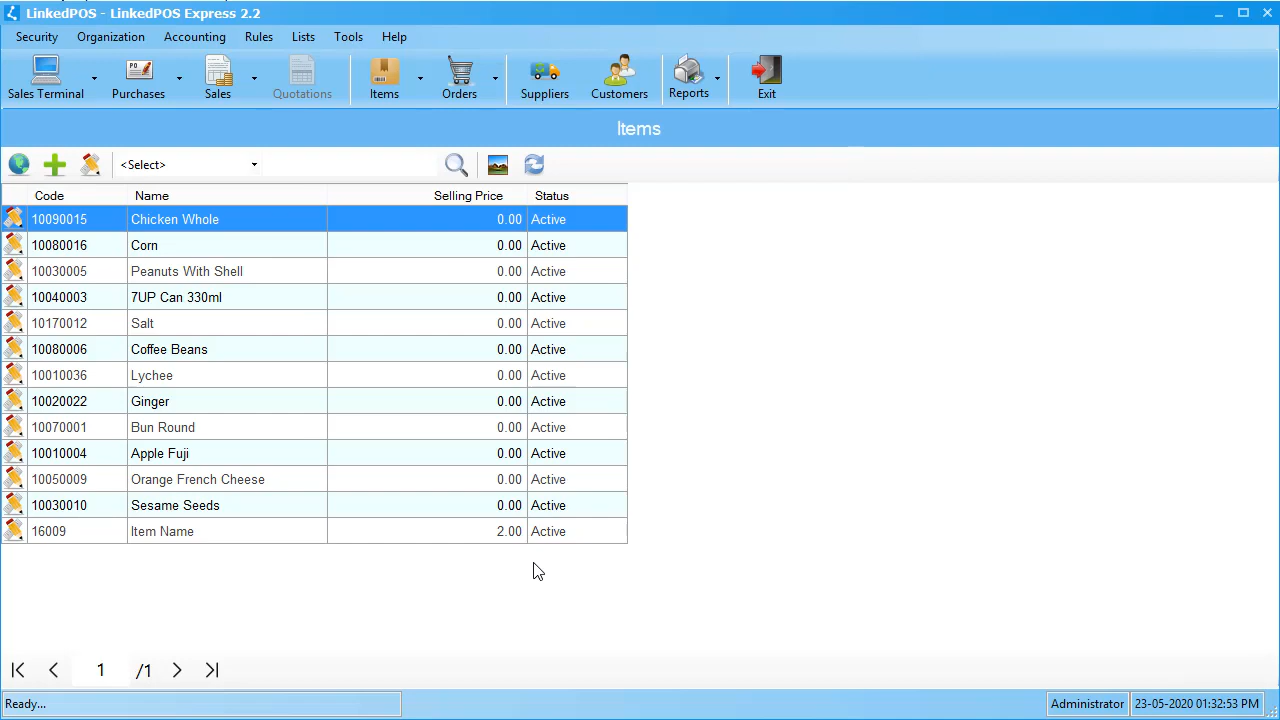 LinkedPOS - LinkedPOS Express 2.2
Security Organization Accounting Rules Lists Tools Help
Sales Terminal Purchases Sales Quotations Items Orders Suppliers Customers Reports Exit
Items
<Select>
Code Name Selling Price Status
10090015 Chicken Whole 0.00 Active
10080016 Corn 0.00 Active
10030005 Peanuts With Shell 0.00 Active
10040003 7UP Can 330ml 0.00 Active
10170012 Salt 0.00 Active
10080006 Coffee Beans 0.00 Active
10010036 Lychee 0.00 Active
10020022 Ginger 0.00 Active
10070001 Bun Round 0.00 Active
10010004 Apple Fuji 0.00 Active
10050009 Orange French Cheese 0.00 Active
10030010 Sesame Seeds 0.00 Active
16009 Item Name 2.00 Active
1 /1
Ready... Administrator 23-05-2020 01:32:53 PM